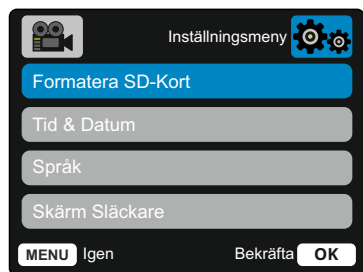 Inställningsmeny
Formatera SD-Kort
Tid & Datum
Språk
Skärm Släckare
MENU Igen Bekräfta OK